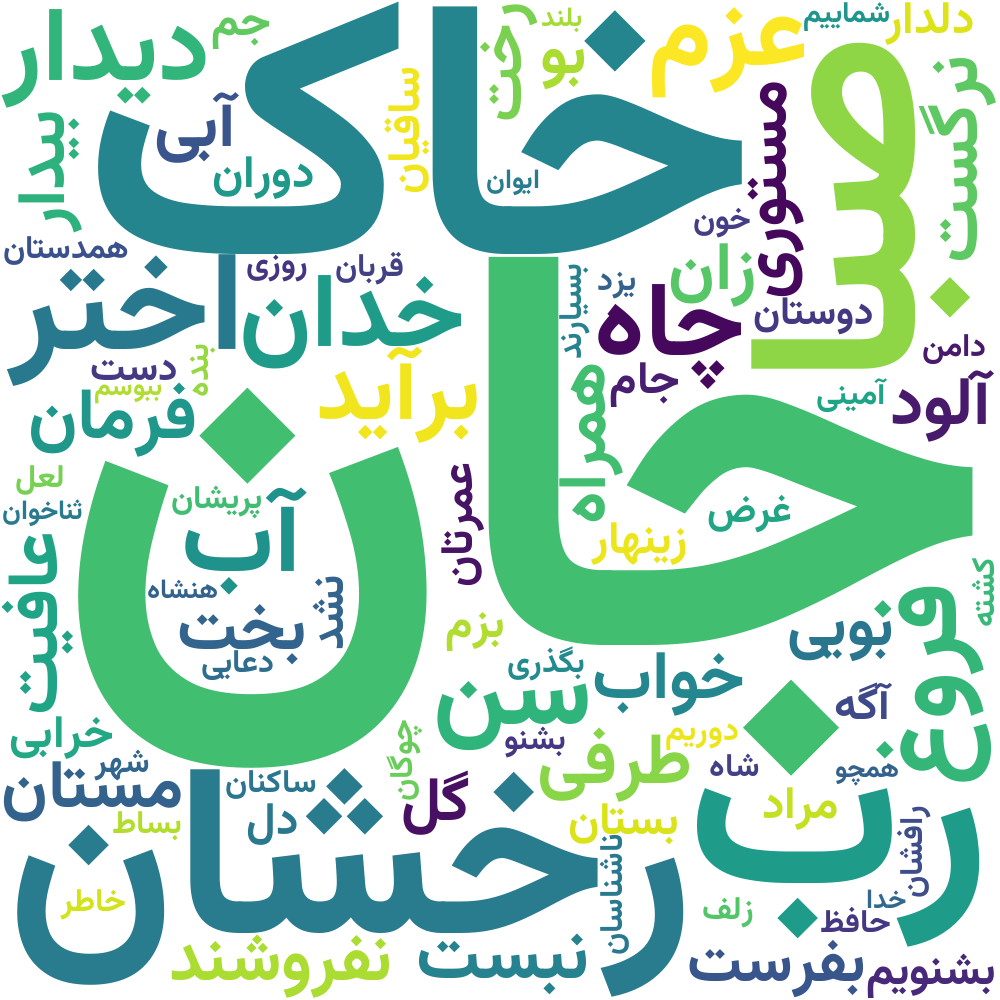 دلدار
شماییم
عزم
بلند
بو
رخت
خاک
جم
دیدار
صبا
نرگست
مستوری
ساقیان
آبی
بیدار
دوران
ایوان
خون
زان
همدستان
روزی
قربان
اختر
خدان
بسیارند
یزد
چاه
دوستان
دامن
جان
همراه
جام
آمینی
آلود
دست
بنده
ببوسم
برآید
فرمان
لعل
ثناخوان
پریشان
عمرتان
غرض
زینهار
آب
عافیت
هنشاه
نشد
بخت
دعایی
بزم
نویی
کشته
فروغ
بگذری
خواب
سن
آگه
خرابی
شهر
چوگان
بشنو
دوریم
طرفی
شاه
همچو
رب
مستان
ساکنان
دل
گل
بستان
مراد
رافشان
بساط
رخشان
خاطر
ناشناسان
زلف
خدا
حافظ
نفروشند
نبست
بفرست
بشنویم